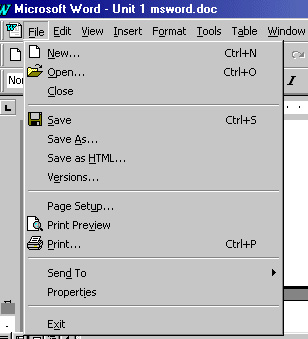 Microsoft Word - Unit 1 msword.doc
File Edit View Insert Format Tools Table Window
New... Ctrl+N
Open... Ctrl+O
Close
Save Ctrl+S
Save As...
Save as HTML...
Versions...
Page Setup...
Print Preview
Print... Ctrl+P
Send To
Properties
Exit